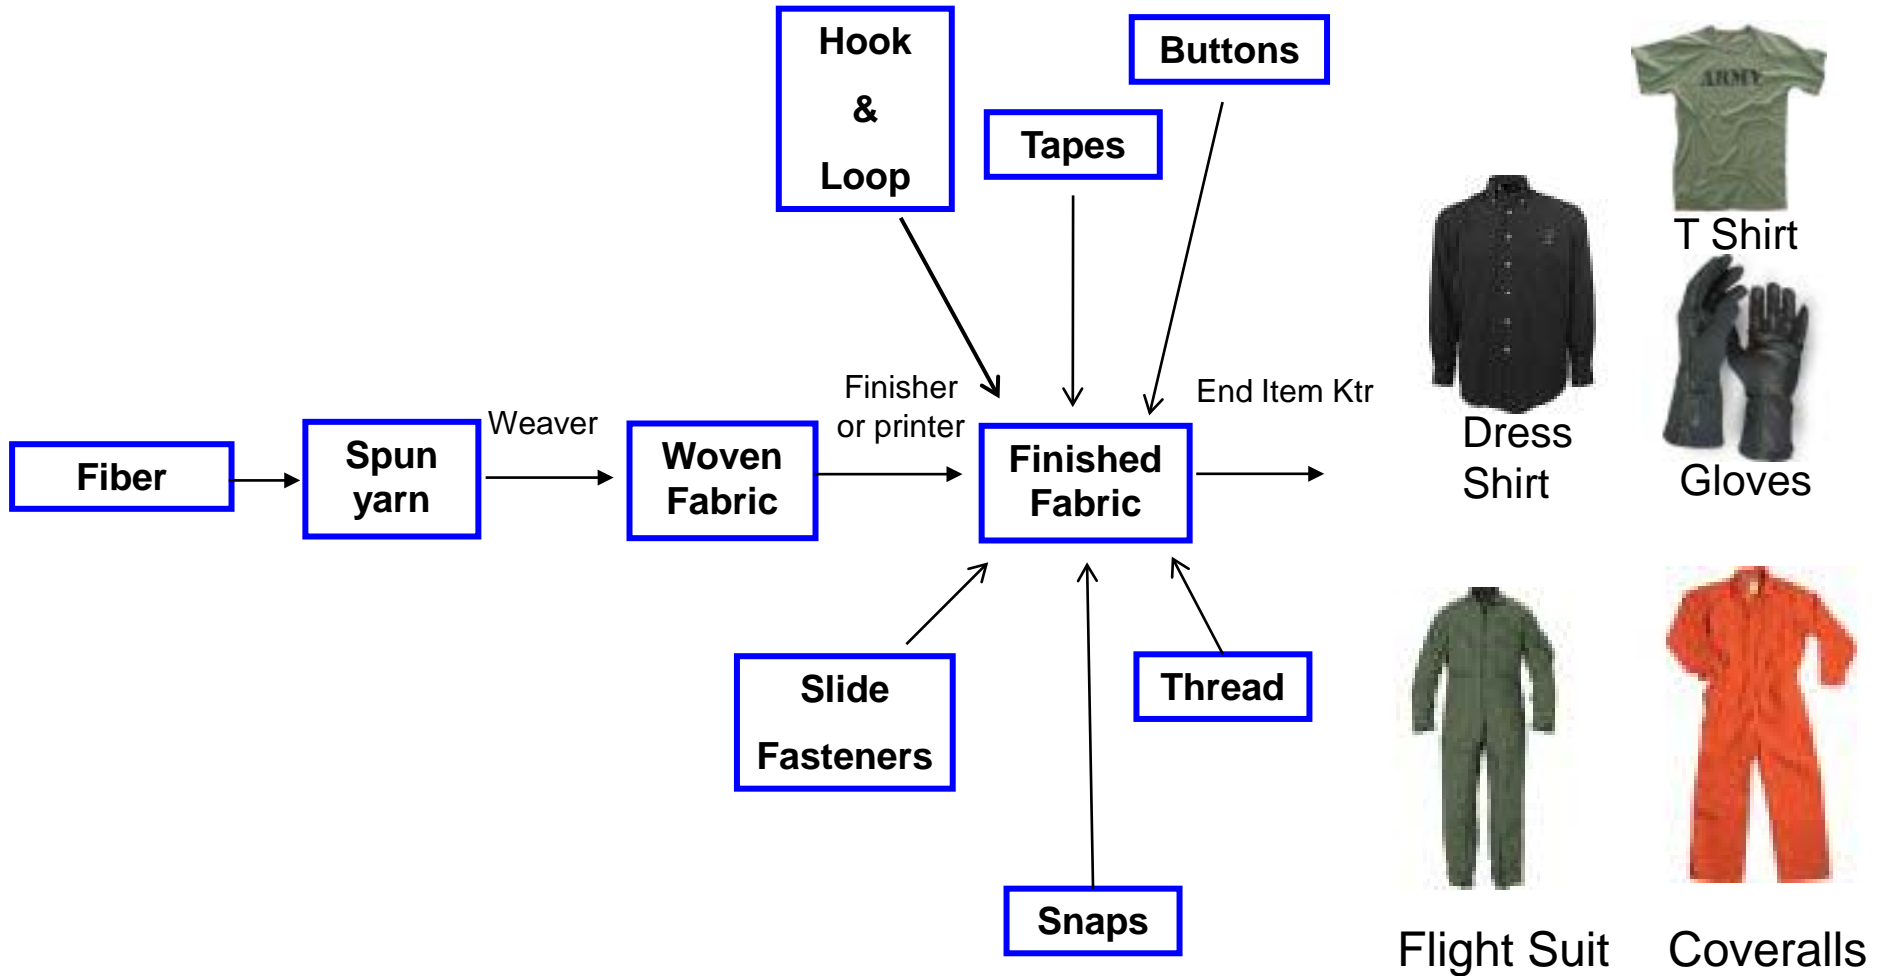 Hook
&
Loop
Buttons
Tapes
ARMY
T Shirt
Dress
Shirt
Gloves
Fiber
Spun
yarn
Weaver
Woven
Fabric
Finisher
or printer
Finished
Fabric
End Item Ktr
Slide
Fasteners
Thread
Snaps
Flight Suit
Coveralls